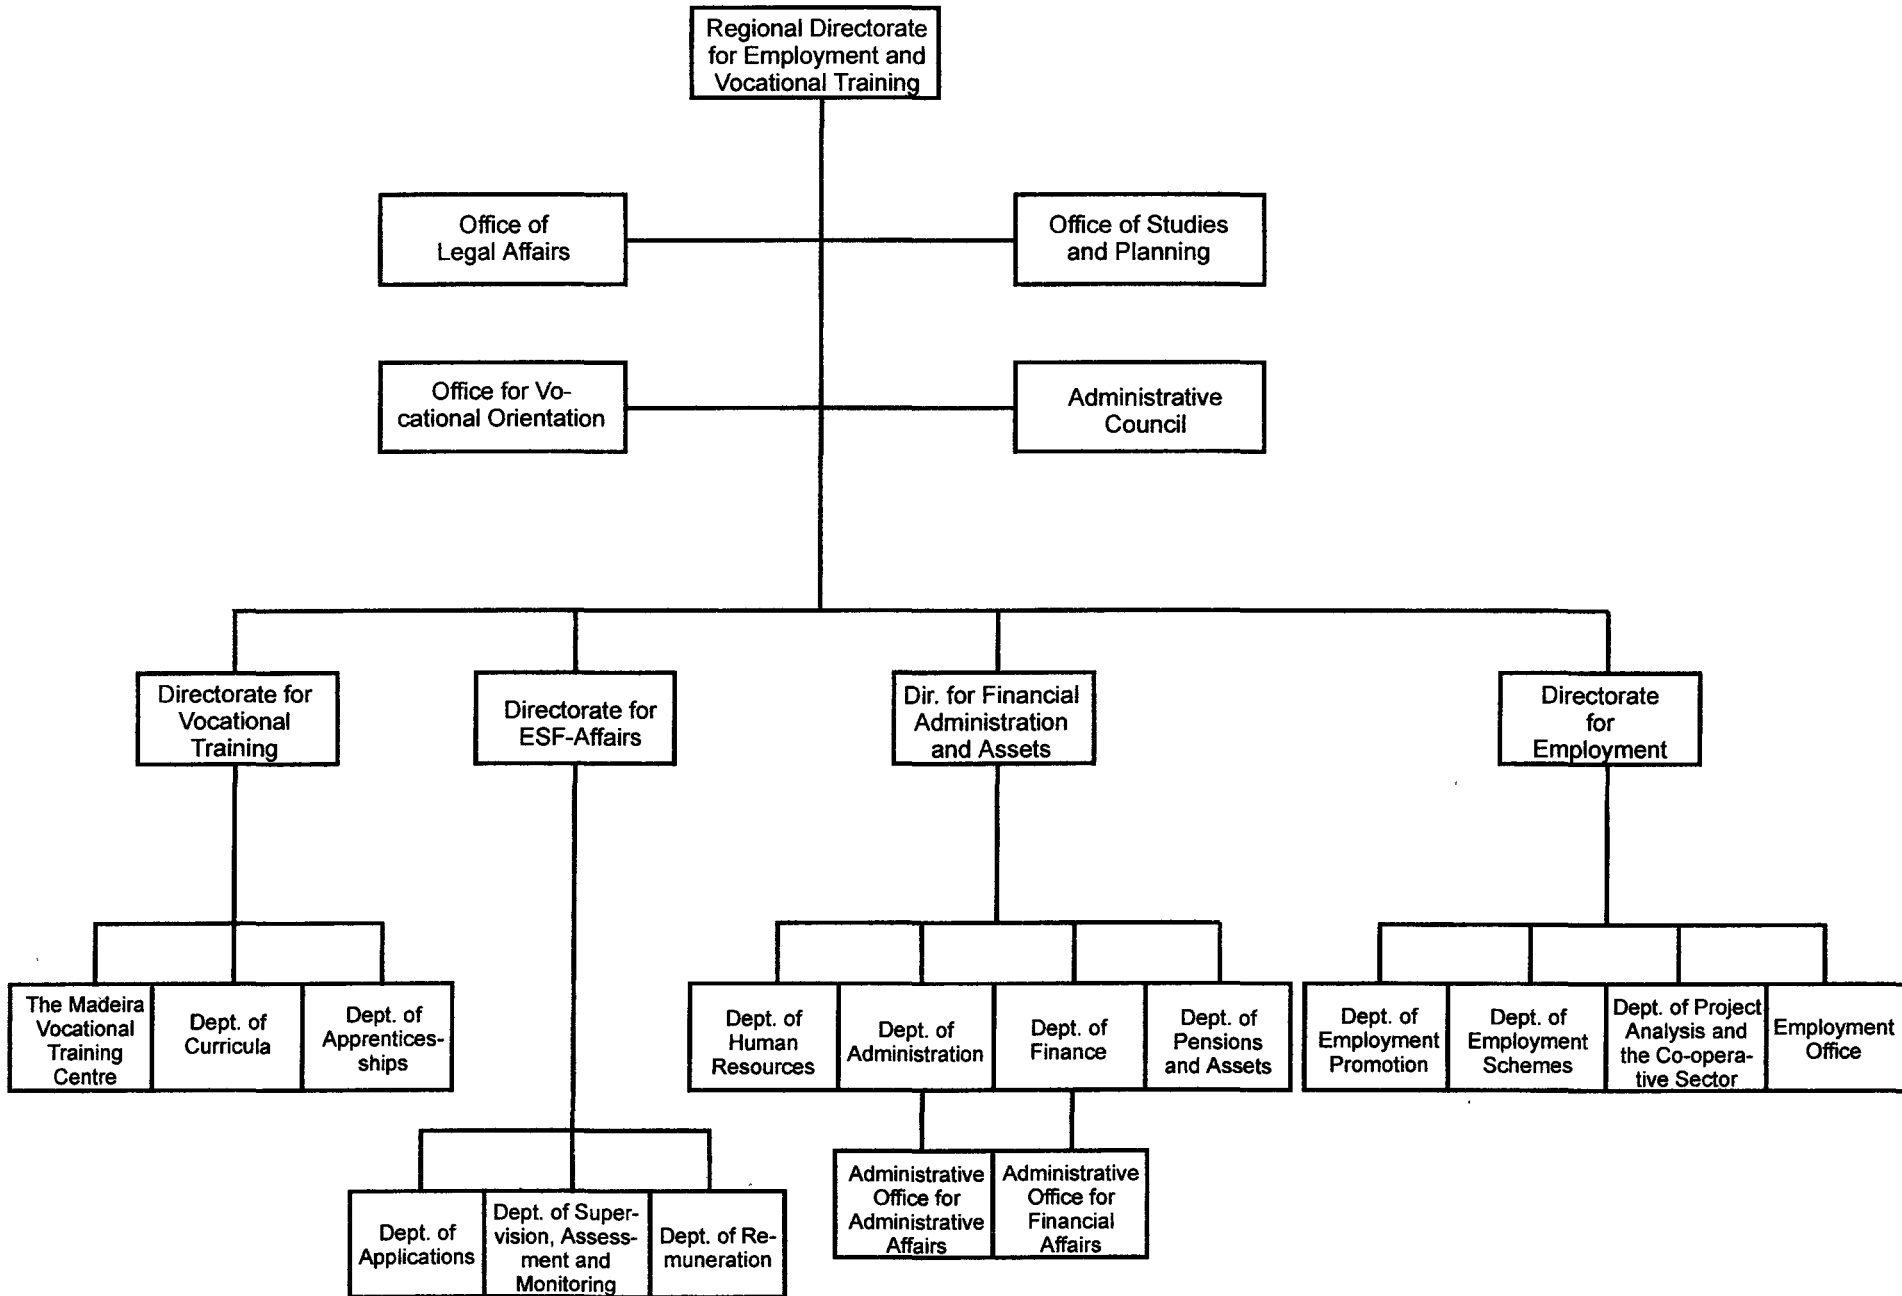 Regional Directorate
for Employment and
Vocational Training
Office of
Legal Affairs
Office of Studies
and Planning
Office for Vo-
cational Orientation
Administrative
Council
Directorate for
Vocational
Training
Directorate for
ESF-Affairs
Dir. for Financial
Administration
and Assets
Directorate
for
Employment
The Madeira
Vocational
Training
Centre
Dept. of
Curricula
Dept. of
Apprentices-
ships
Dept. of
Human
Resources
Dept. of
Administration
Dept. of
Finance
Dept. of
Pensions
and Assets
Dept. of
Employment
Promotion
Dept. of
Employment
Schemes
Dept. of Project
Analysis and
the Co-opera-
tive Sector
Employment
Office
Dept. of
Applications
Dept. of Super-
vision, Assess-
ment and
Monitoring
Dept. of Re-
muneration
Administrative
Office for
Administrative
Affairs
Administrative
Office for
Financial
Affairs